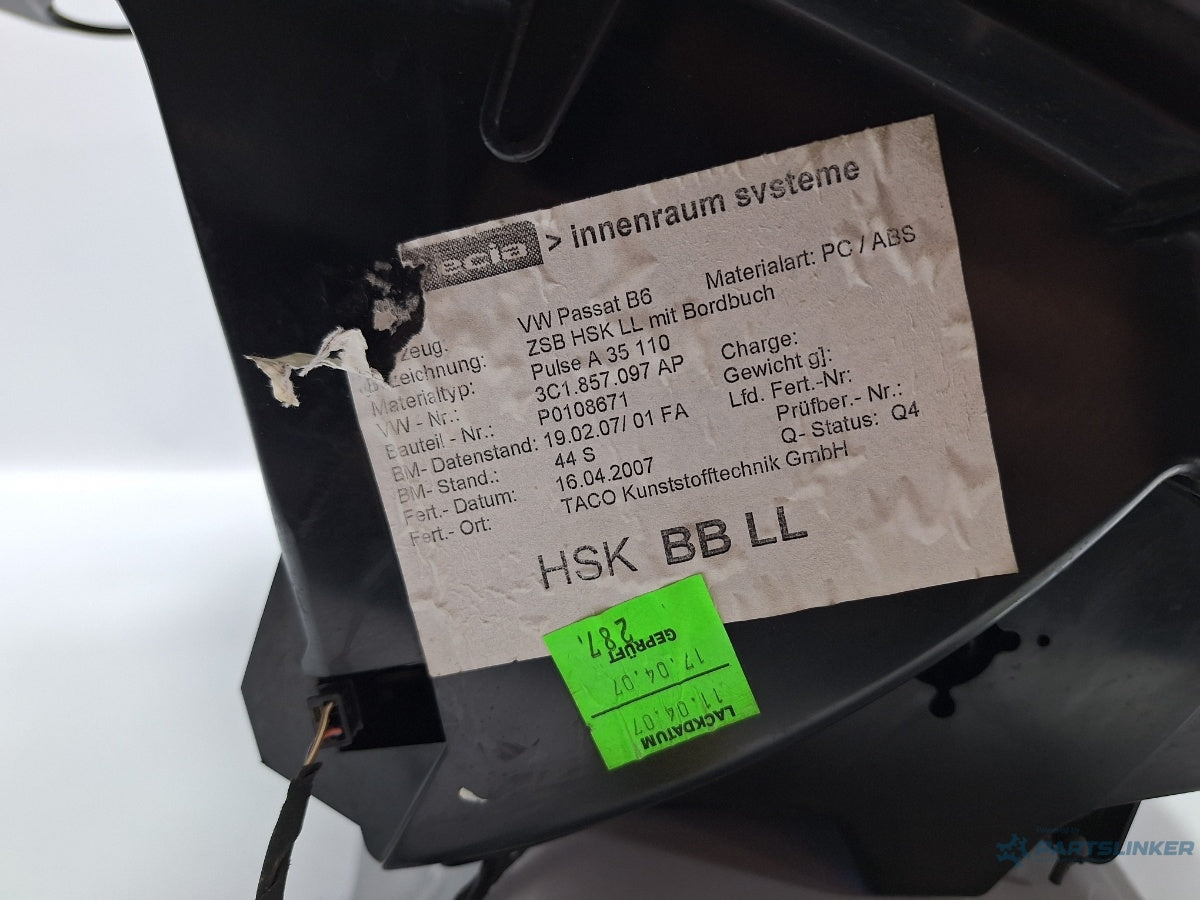 > innenraum systeme
VW Passat B6 Materialart: PC / ABS
zeichnung: ZSB HSK LL mit Bordbuch
Materialtyp: Pulse A 35 110 Charge:
VW - Nr.: 3C1.857.097 AP Gewicht g]:
Bauteil - Nr.: P0108671 Lfd. Fert.-Nr:
BM- Datenstand: 19.02.07/ 01 FA Prüfber.- Nr.:
BM- Stand.: 44 S Q- Status: Q4
Fert.- Datum: 16.04.2007
Fert.- Ort: TACO Kunststofftechnik GmbH
HSK BB LL
LACKDATUM
11.04.07
17.04.07
GEPRÜFT
287.
PARTSLINKER